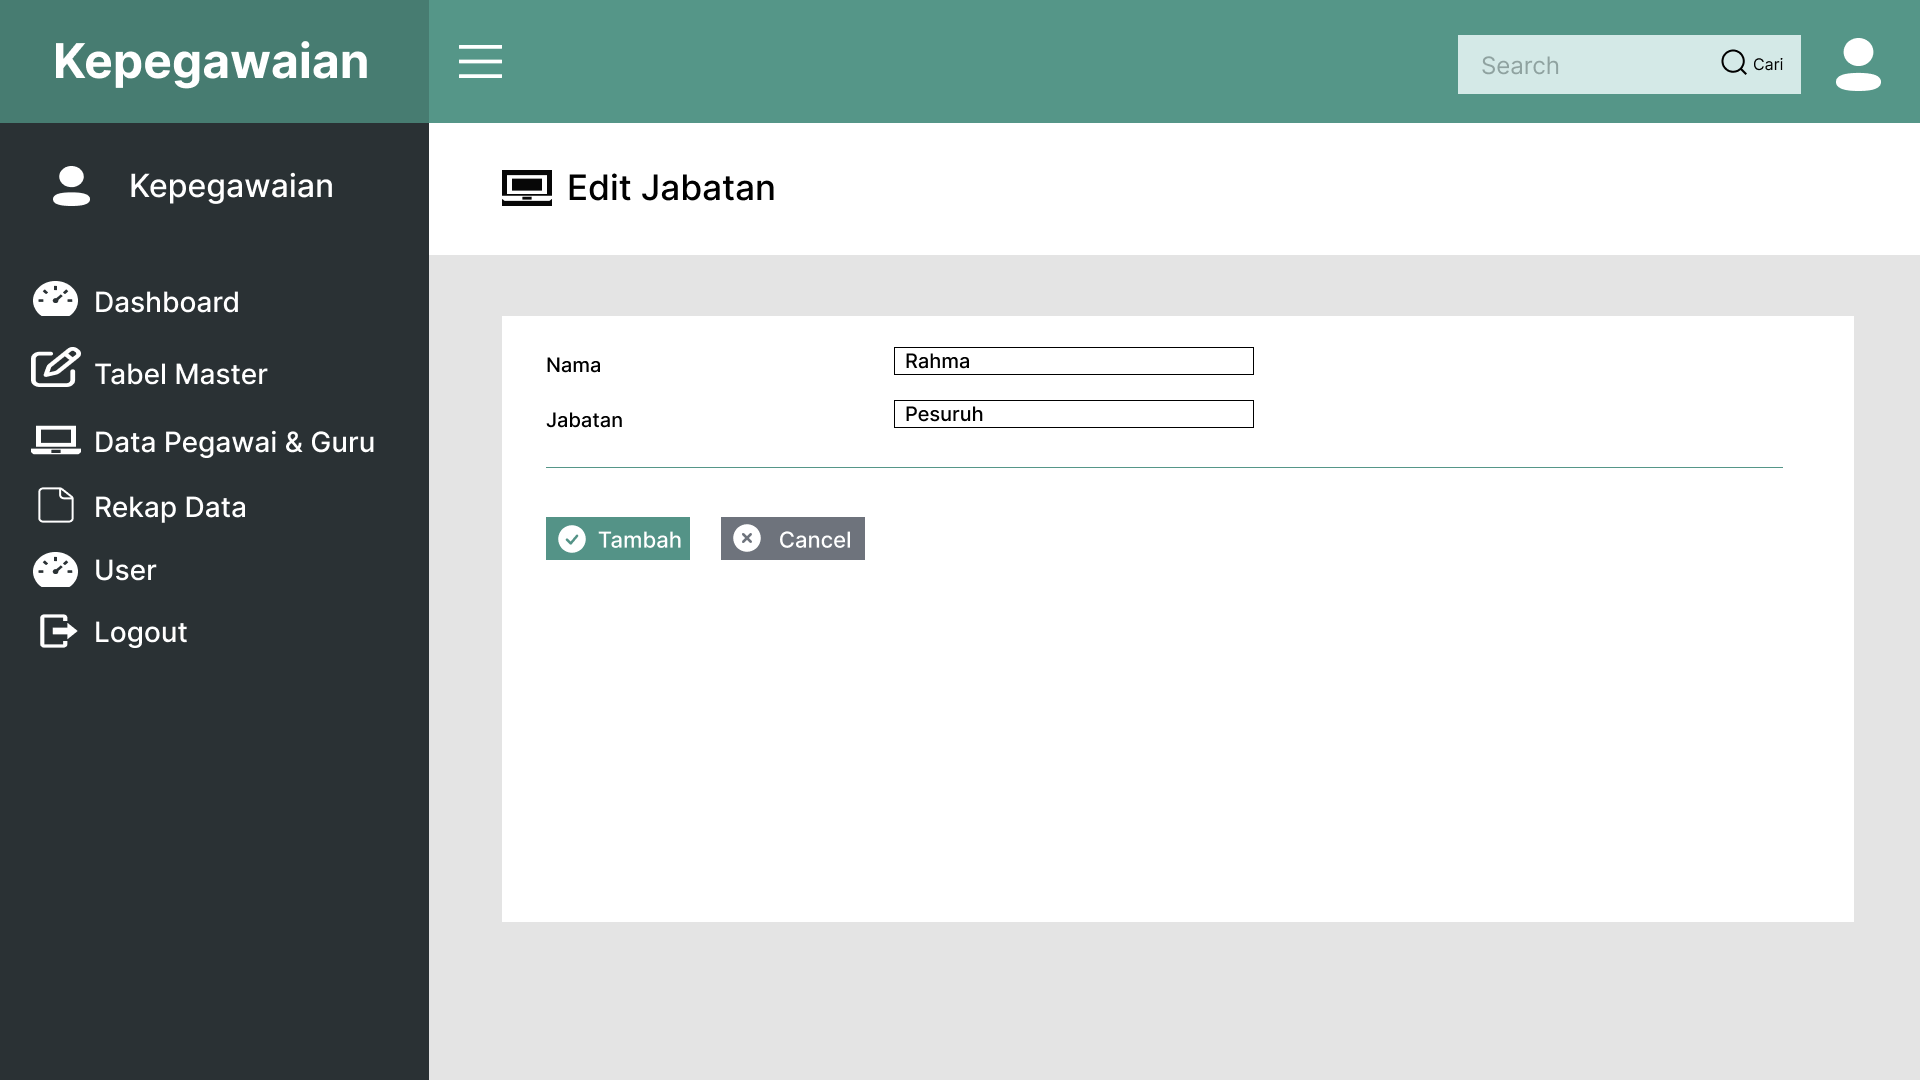 Kepegawaian
Search
Cari
Kepegawaian
Edit Jabatan
Dashboard
Tabel Master
Data Pegawai & Guru
Rekap Data
User
Logout
Nama
Rahma
Jabatan
Pesuruh
Tambah
Cancel